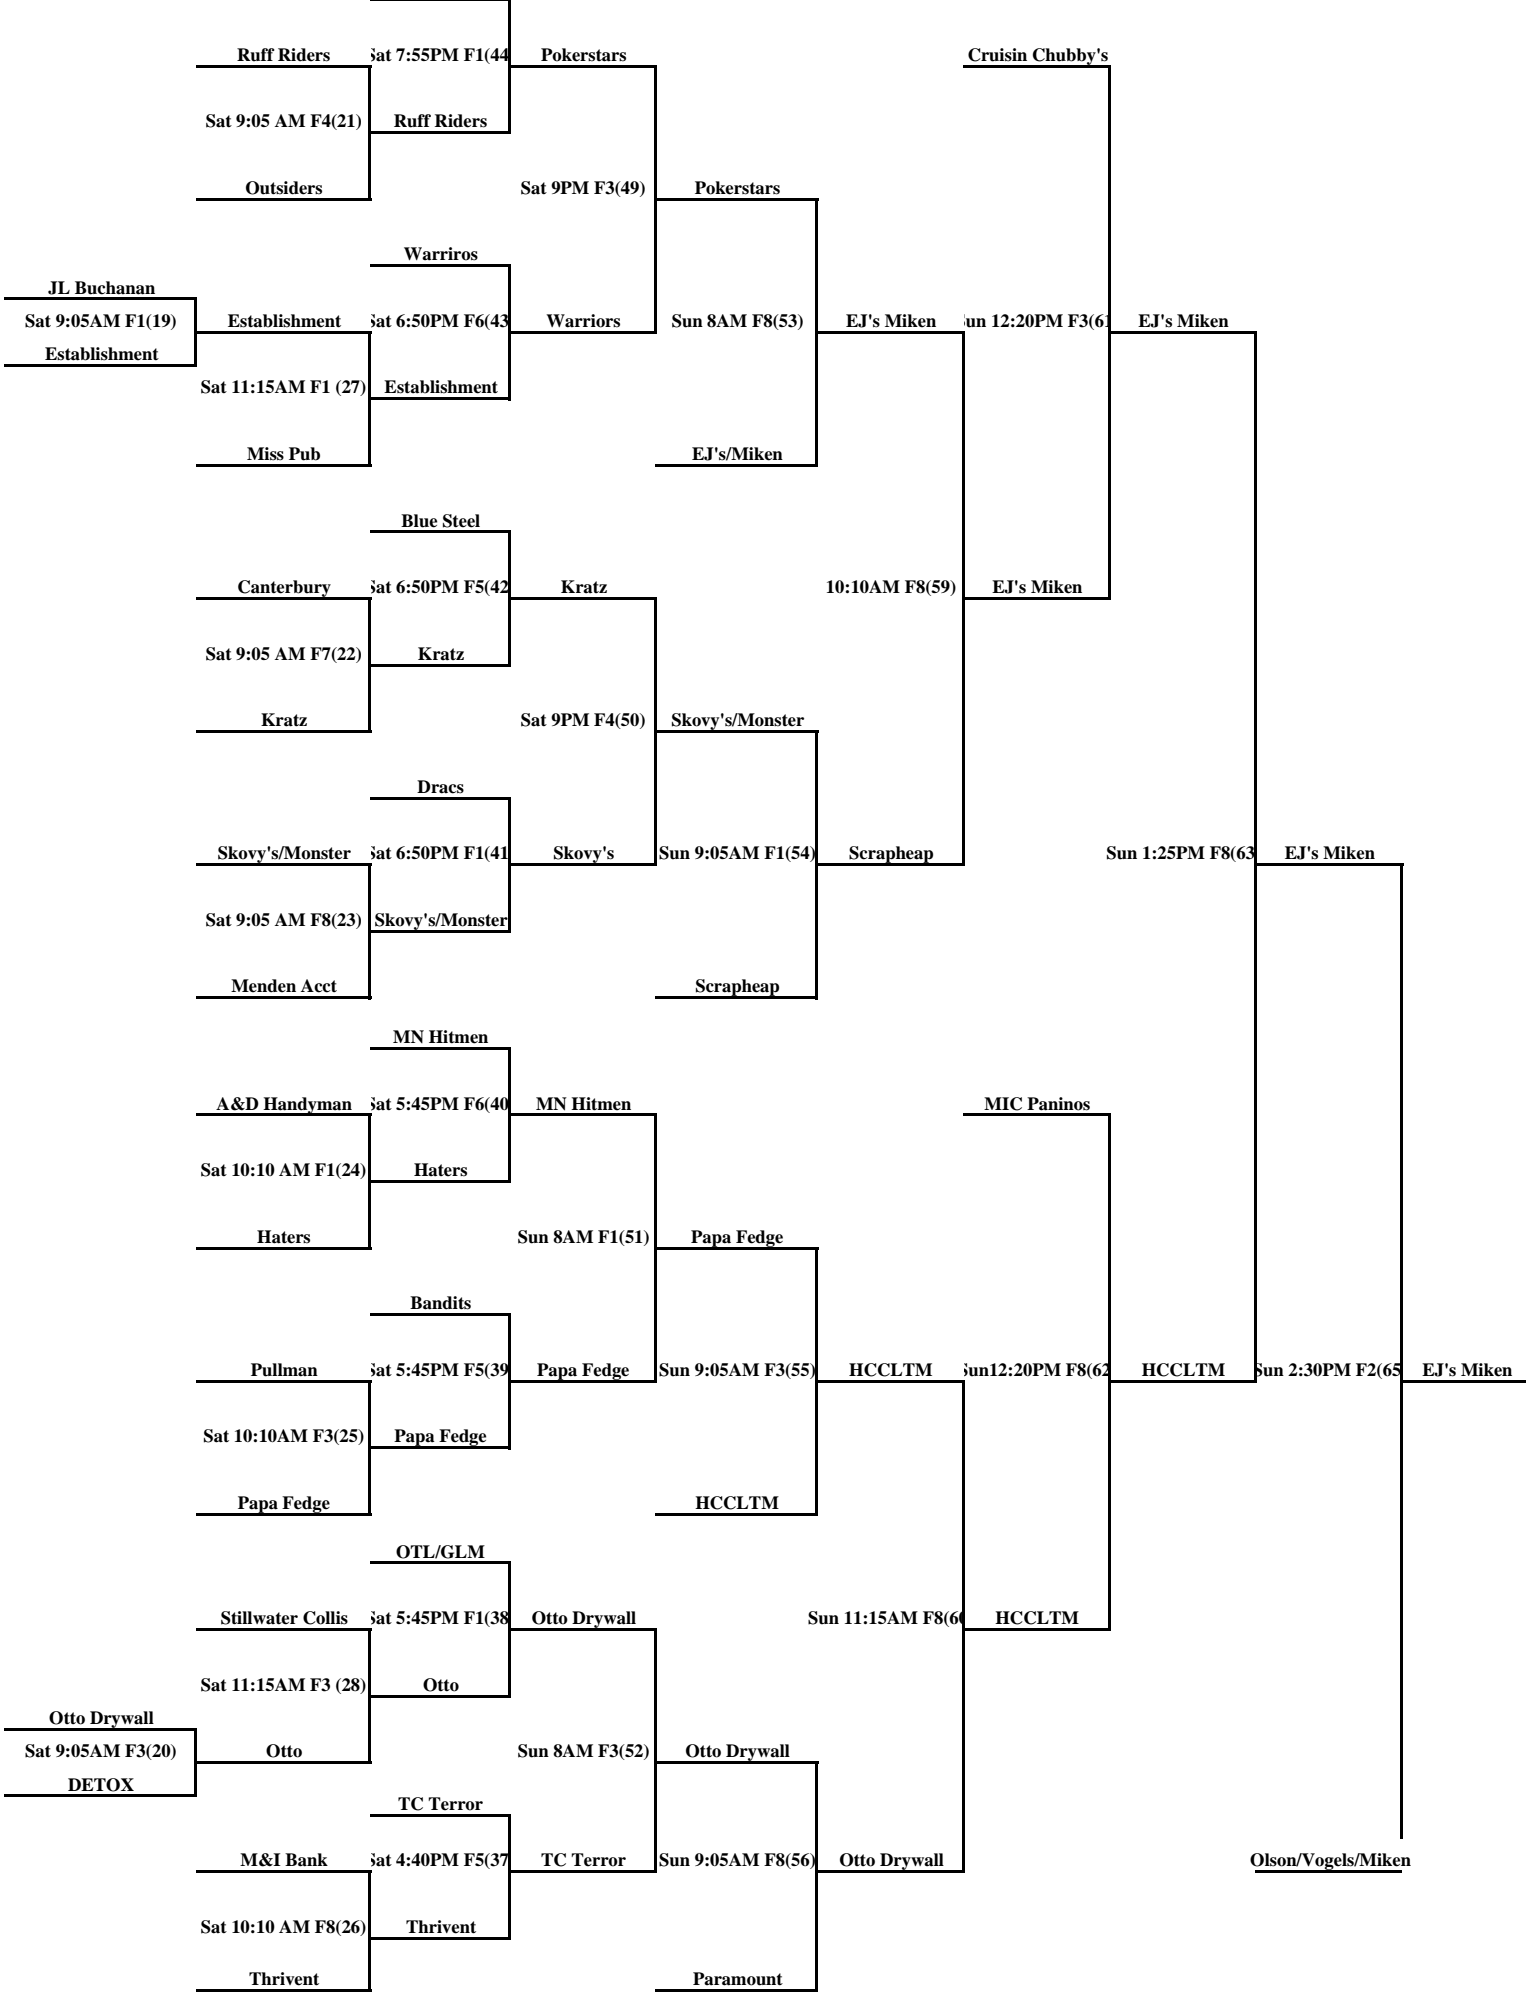 Ruff Riders
Sat 7:55PM F1(44
Pokerstars
Cruisin Chubby's
Sat 9:05 AM F4(21)
Ruff Riders
Outsiders
Sat 9PM F3(49)
Pokerstars
Warriros
JL Buchanan
Sat 9:05AM F1(19)
Establishment
Sat 6:50PM F6(43
Warriors
Sun 8AM F8(53)
EJ's Miken
Sun 12:20PM F3(61
EJ's Miken
Establishment
Sat 11:15AM F1 (27)
Establishment
Miss Pub
EJ's/Miken
Blue Steel
Canterbury
Sat 6:50PM F5(42
Kratz
10:10AM F8(59)
EJ's Miken
Sat 9:05 AM F7(22)
Kratz
Kratz
Sat 9PM F4(50)
Skovy's/Monster
Dracs
Skovy's/Monster
Sat 6:50PM F1(41
Skovy's
Sun 9:05AM F1(54)
Scrapheap
Sun 1:25PM F8(63
EJ's Miken
Sat 9:05 AM F8(23)
Skovy's/Monster
Menden Acct
Scrapheap
MN Hitmen
A&D Handyman
Sat 5:45PM F6(40
MN Hitmen
MIC Paninos
Sat 10:10 AM F1(24)
Haters
Haters
Sun 8AM F1(51)
Papa Fedge
Bandits
Pullman
Sat 5:45PM F5(39
Papa Fedge
Sun 9:05AM F3(55)
HCCLTM
Sun12:20PM F8(62
HCCLTM
Sun 2:30PM F2(65
EJ's Miken
Sat 10:10AM F3(25)
Papa Fedge
Papa Fedge
HCCLTM
OTL/GLM
Stillwater Collis
Sat 5:45PM F1(38
Otto Drywall
Sun 11:15AM F8(60
HCCLTM
Sat 11:15AM F3 (28)
Otto
Otto Drywall
Sat 9:05AM F3(20)
Otto
Sun 8AM F3(52)
Otto Drywall
DETOX
TC Terror
M&I Bank
Sat 4:40PM F5(37
TC Terror
Sun 9:05AM F8(56)
Otto Drywall
Olson/Vogels/Miken
Sat 10:10 AM F8(26)
Thrivent
Thrivent
Paramount